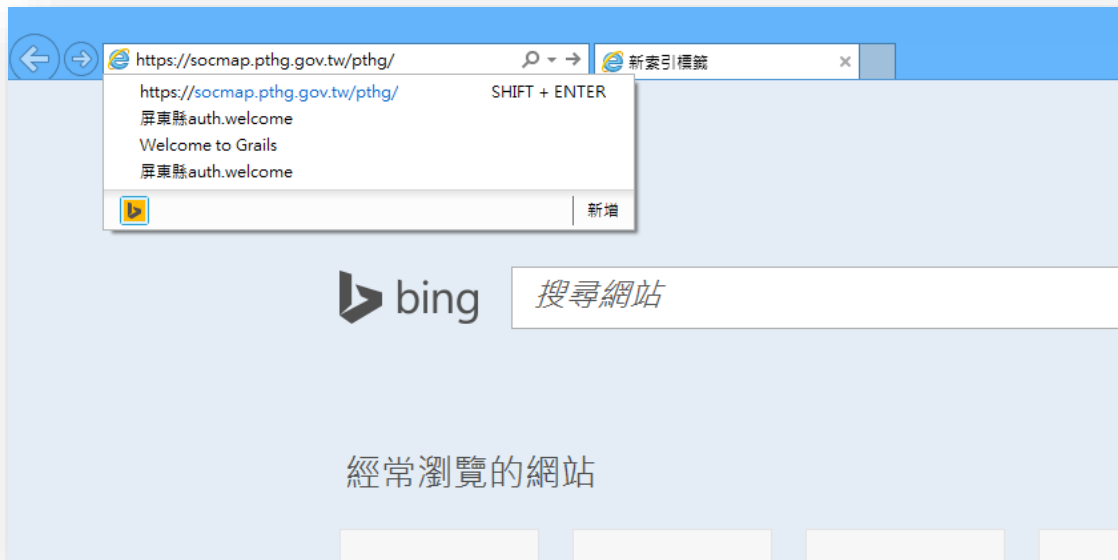 https://socmap.pthg.gov.tw/pthg/
新索引標籤
https://socmap.pthg.gov.tw/pthg/ SHIFT + ENTER
屏東縣auth.welcome
Welcome to Grails
屏東縣auth.welcome
新增
bing
搜尋網站
經常瀏覽的網站